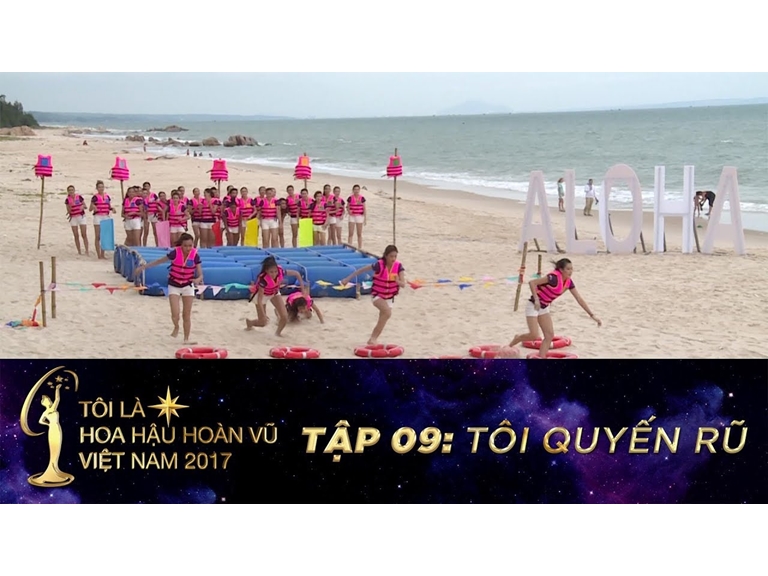 ALOHA
TÔI LÀ
HOA HẬU HOÀN VŨ
VIỆT NAM 2017
TẬP 09: TÔI QUYẾN RŨ